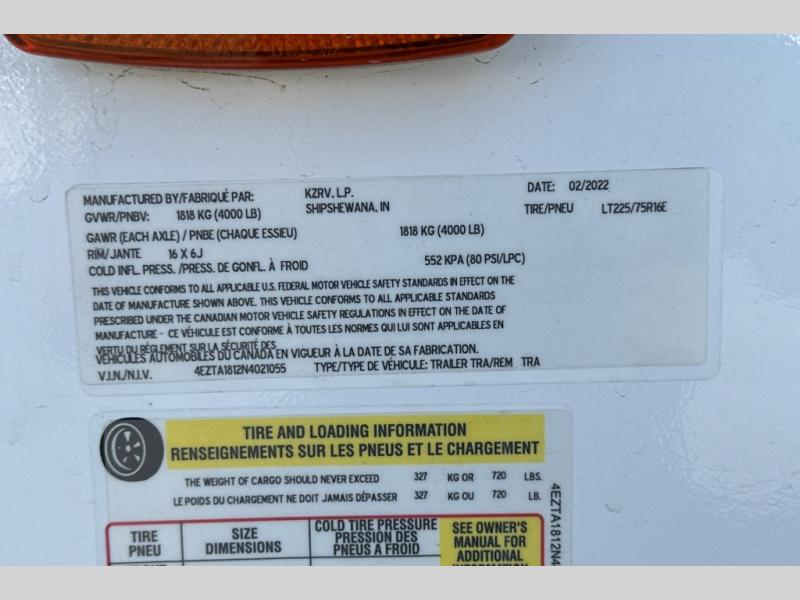 MANUFACTURED BY/FABRIQUÉ PAR: KZRV, L.P. DATE: 02/2022
GVWR/PNBV: 1818 KG (4000 LB) SHIPSHEWANA, IN TIRE/PNEU LT225/75R16E
GAWR (EACH AXLE) / PNBE (CHAQUE ESSIEU) 1818 KG (4000 LB)
RIM/JANTE 16 X 6J
COLD INFL. PRESS. /PRESS. DE GONFL. À FROID 552 KPA (80 PSI/LPC)
THIS VEHICLE CONFORMS TO ALL APPLICABLE U.S. FEDERAL MOTOR VEHICLE SAFETY STANDARDS IN EFFECT ON THE
DATE OF MANUFACTURE SHOWN ABOVE. THIS VEHICLE CONFORMS TO ALL APPLICABLE STANDARDS
PRESCRIBED UNDER THE CANADIAN MOTOR VEHICLE SAFETY REGULATIONS IN EFFECT ON THE DATE OF
MANUFACTURE - CE VÉHICULE EST CONFORME À TOUTES LES NORMES QUI LUI SONT APPLICABLES EN
VERTU DU RÈGLEMENT SUR LA SÉCURITÉ DES
VÉHICULES AUTOMOBILES DU CANADA EN VIGUEUR À LA DATE DE SA FABRICATION.
V.I.N./N.I.V. 4EZTA1812N4021055 TYPE/TYPE DE VÉHICULE: TRAILER TRA/REM TRA
TIRE AND LOADING INFORMATION
RENSEIGNEMENTS SUR LES PNEUS ET LE CHARGEMENT
THE WEIGHT OF CARGO SHOULD NEVER EXCEED 327 KG OR 720 LBS.
LE POIDS DU CHARGEMENT NE DOIT JAMAIS DÉPASSER 327 KG OU 720 LB.
TIRE
PNEU
SIZE
DIMENSIONS
COLD TIRE PRESSURE
PRESSION DES
PNEUS A FROID
SEE OWNER'S
MANUAL FOR
ADDITIONAL
4EZTA1812N4